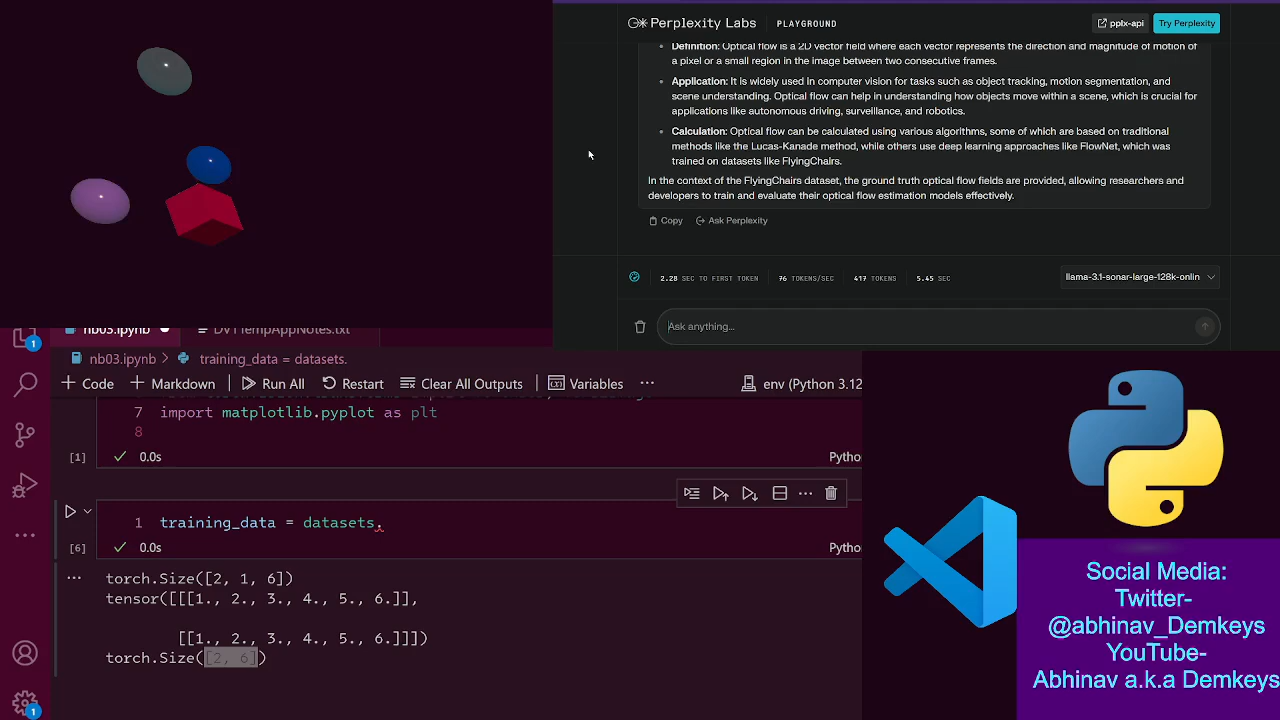 Perplexity Labs
PLAYGROUND
pplx-api
Try Perplexity
Definition: Optical flow is a 2D vector field where each vector represents the direction and magnitude of motion of
a pixel or a small region in the image between two consecutive frames.
Application: It is widely used in computer vision for tasks such as object tracking, motion segmentation, and
scene understanding. Optical flow can help in understanding how objects move within a scene, which is crucial for
applications like autonomous driving, surveillance, and robotics.
Calculation: Optical flow can be calculated using various algorithms, some of which are based on traditional
methods like the Lucas-Kanade method, while others use deep learning approaches like FlowNet, which was
trained on datasets like FlyingChairs.
In the context of the FlyingChairs dataset, the ground truth optical flow fields are provided, allowing researchers and
developers to train and evaluate their optical flow estimation models effectively.
Copy
Ask Perplexity
2.28 SEC TO FIRST TOKEN
76 TOKENS/SEC
417 TOKENS
5.45 SEC
llama-3.1-sonar-large-128k-onlin
Ask anything...
nb03.ipynb
nb03.ipynb > training_data = datasets.
+ Code
+ Markdown
Run All
Restart
Clear All Outputs
Variables
...
env (Python 3.12
7 import matplotlib.pyplot as plt
8
[1]
0.0s
Pytho
1 training_data = datasets.
[6]
0.0s
Pytho
torch.Size([2, 1, 6])
tensor([[[1., 2., 3., 4., 5., 6.]],
[[1., 2., 3., 4., 5., 6.]]])
torch.Size([2, 6])
1
1
Social Media:
Twitter-
@abhinav_Demkeys
YouTube-
Abhinav a.k.a Demkeys